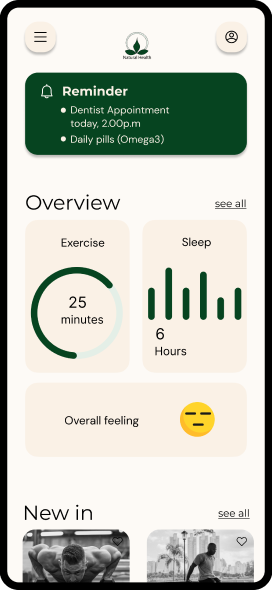 Natural Health
Reminder
Dentist Appointment
today, 2.00p.m
Daily pills (Omega3)
Overview
see all
Exercise
25
minutes
Sleep
6
Hours
Overall feeling
New in
see all